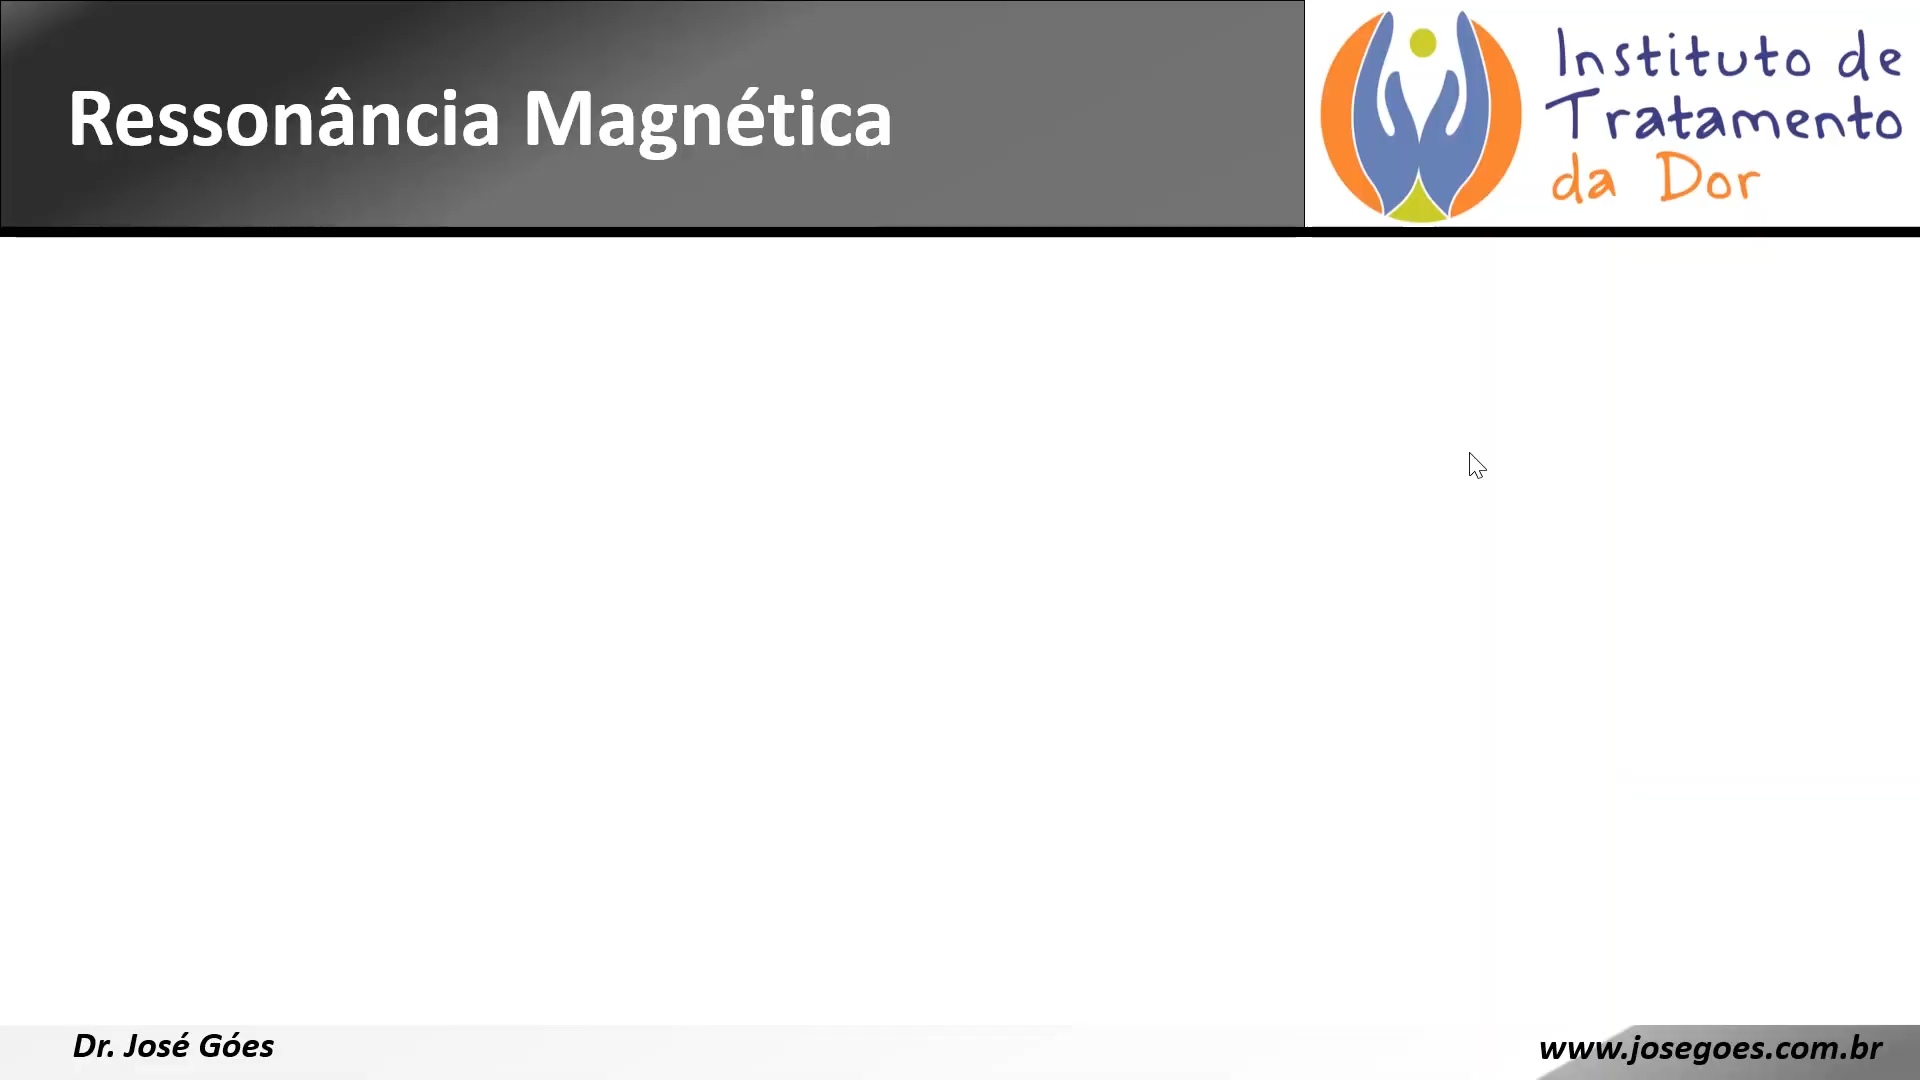 Ressonância Magnética
Instituto de
Tratamento
da Dor
Dr. José Góes
www.josegoes.com.br